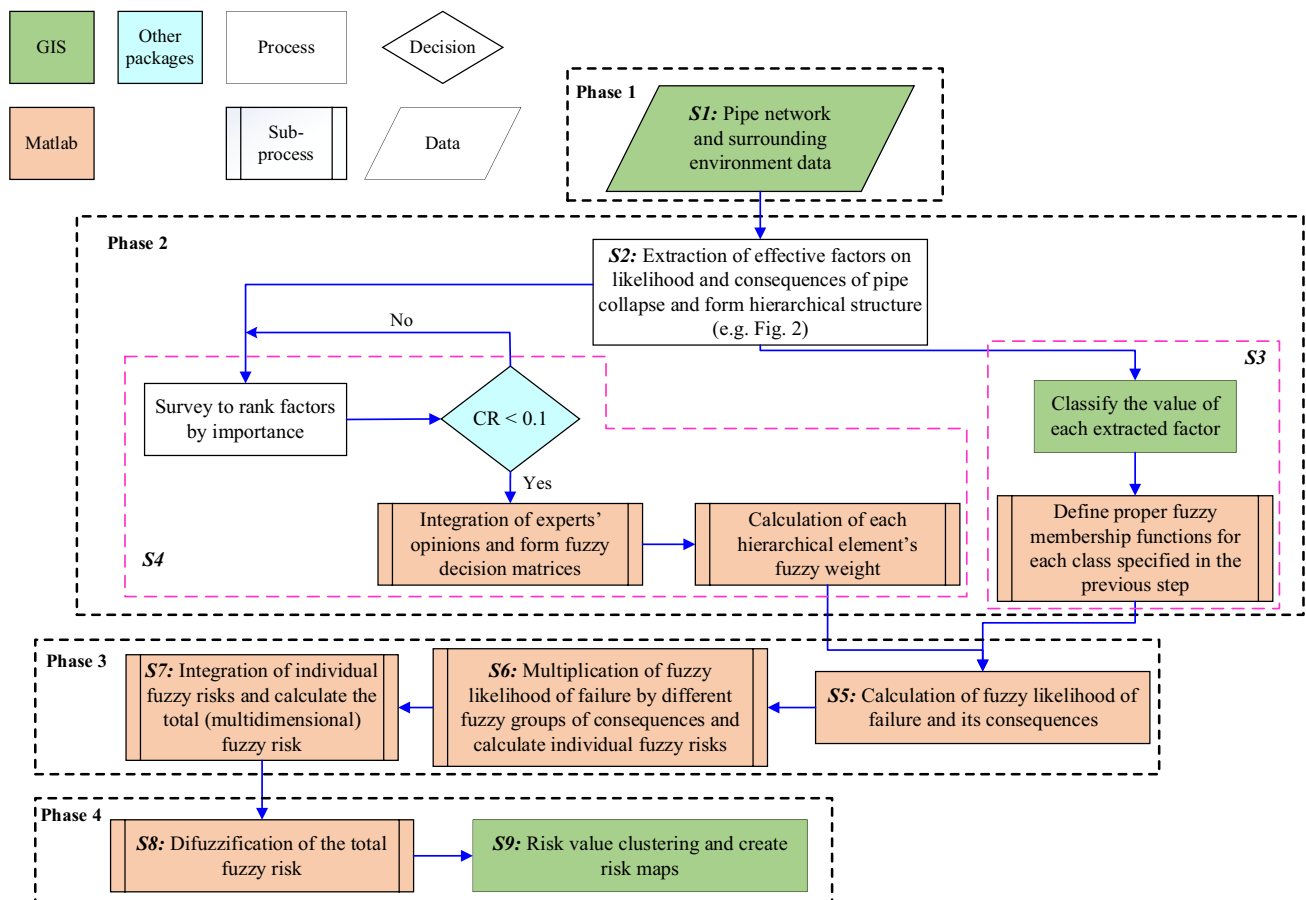 GIS
Other
packages
Process
Decision
Matlab
Sub-
process
Data
Phase 1
S1: Pipe network
and surrounding
environment data
Phase 2
S2: Extraction of effective factors on
likelihood and consequences of pipe
collapse and form hierarchical structure
(e.g. Fig. 2)
No
S3
Survey to rank factors
by importance
CR < 0.1
Classify the value of
each extracted factor
Yes
S4
Integration of experts’
opinions and form fuzzy
decision matrices
Calculation of each
hierarchical element’s
fuzzy weight
Define proper fuzzy
membership functions for
each class specified in the
previous step
Phase 3
S7: Integration of individual
fuzzy risks and calculate the
total (multidimensional)
fuzzy risk
S6: Multiplication of fuzzy
likelihood of failure by different
fuzzy groups of consequences and
calculate individual fuzzy risks
S5: Calculation of fuzzy likelihood of
failure and its consequences
Phase 4
S8: Difuzzification of the total
fuzzy risk
S9: Risk value clustering and create
risk maps